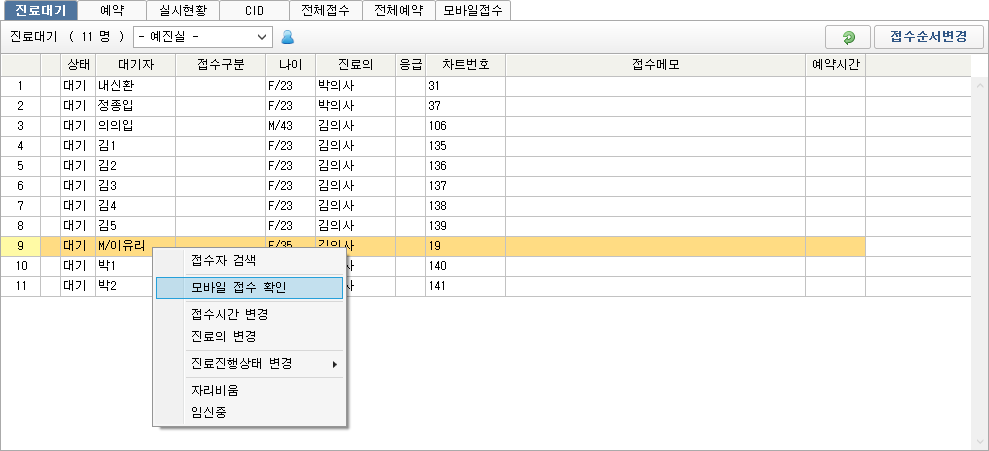 진료대기 예약 실시현황 CID 전체접수 전체예약 모바일접수
진료대기 ( 11 명 ) - 예진실 - 접수순서변경
상태 대기자 접수구분 나이 진료의 응급 차트번호 접수메모 예약시간
1 대기 내신환 F/23 박의사 31
2 대기 정종입 F/23 박의사 37
3 대기 의의입 M/43 김의사 106
4 대기 김1 F/23 김의사 135
5 대기 김2 F/23 김의사 136
6 대기 김3 F/23 김의사 137
7 대기 김4 F/23 김의사 138
8 대기 김5 F/23 김의사 139
9 대기 M/이유리 F/35 김의사 19
10 대기 박1 사 140
11 대기 박2 사 141
접수자 검색
모바일 접수 확인
접수시간 변경
진료의 변경
진료진행상태 변경
자리비움
임신중